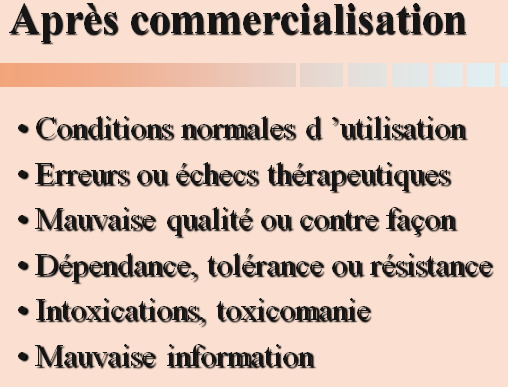 Après commercialisation
• Conditions normales d ’utilisation
• Erreurs ou échecs thérapeutiques
• Mauvaise qualité ou contre façon
• Dépendance, tolérance ou résistance
• Intoxications, toxicomanie
• Mauvaise information